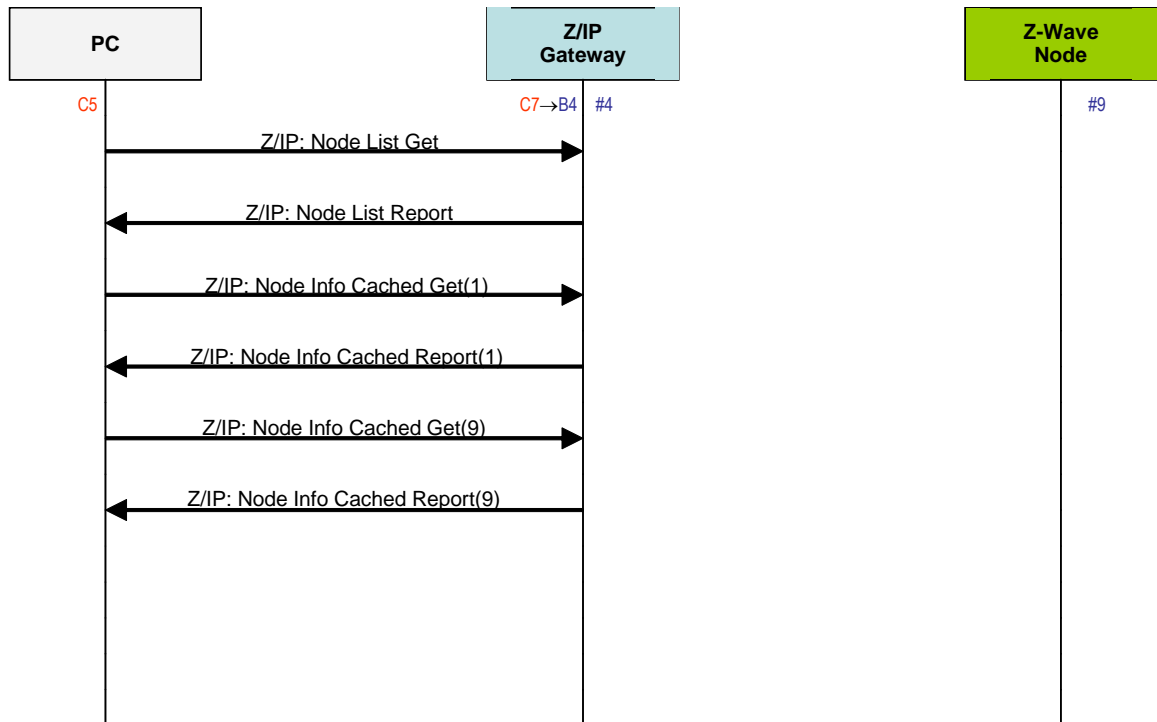 PC
Z/IP
Gateway
Z-Wave
Node
C5
C7→B4 #4
#9
Z/IP: Node List Get
Z/IP: Node List Report
Z/IP: Node Info Cached Get(1)
Z/IP: Node Info Cached Report(1)
Z/IP: Node Info Cached Get(9)
Z/IP: Node Info Cached Report(9)